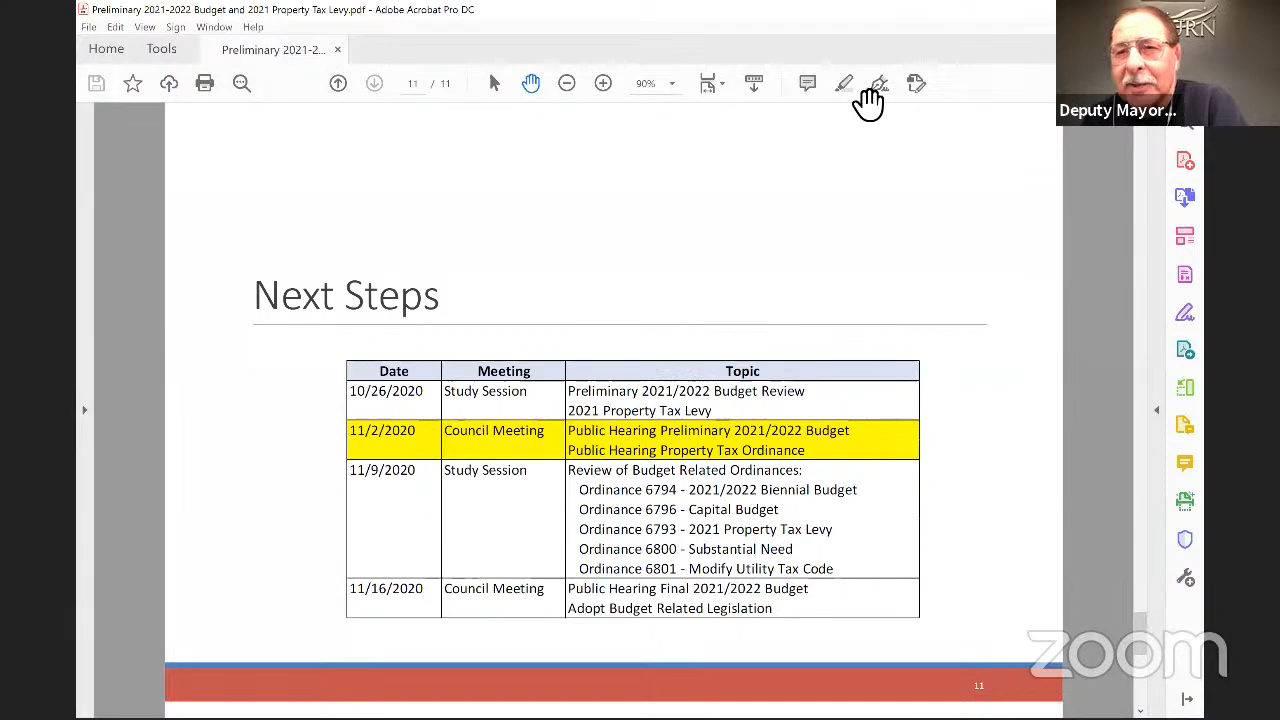 Preliminary 2021-2022 Budget and 2021 Property Tax Levy.pdf - Adobe Acrobat Pro DC
File Edit View Sign Window Help
Home Tools Preliminary 2021-2... ×
11 / 11 90%
Deputy Mayor...
Next Steps
Date Meeting Topic
10/26/2020 Study Session Preliminary 2021/2022 Budget Review
2021 Property Tax Levy
11/2/2020 Council Meeting Public Hearing Preliminary 2021/2022 Budget
Public Hearing Property Tax Ordinance
11/9/2020 Study Session Review of Budget Related Ordinances:
Ordinance 6794 - 2021/2022 Biennial Budget
Ordinance 6796 - Capital Budget
Ordinance 6793 - 2021 Property Tax Levy
Ordinance 6800 - Substantial Need
Ordinance 6801 - Modify Utility Tax Code
11/16/2020 Council Meeting Public Hearing Final 2021/2022 Budget
Adopt Budget Related Legislation
zoom
11